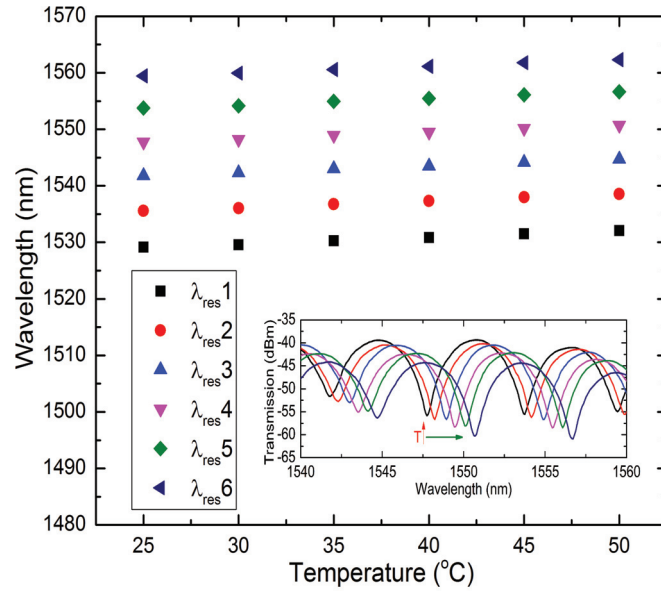 1570
1560
1550
1540
1530
1520
1510
1500
1490
1480
Wavelength (nm)
25 30 35 40 45 50
Temperature (°C)
λres1
λres2
λres3
λres4
λres5
λres6
-35
-40
-45
-50
-55
-60
-65
Transmission (dBm)
T
1540 1545 1550 1555 1560
Wavelength (nm)